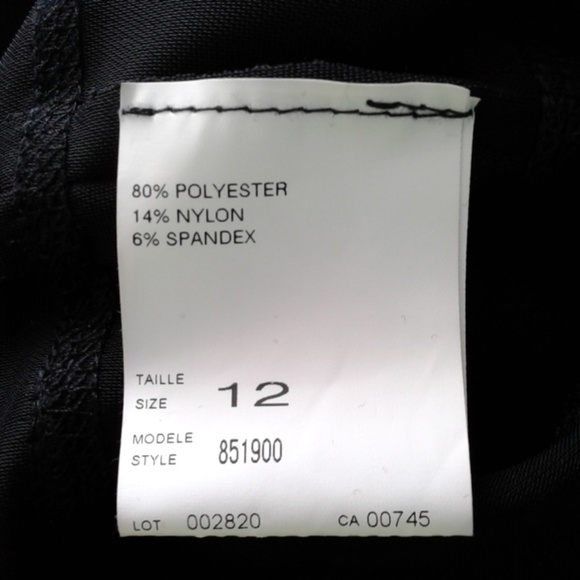 80% POLYESTER
14% NYLON
6% SPANDEX
TAILLE
SIZE 12
MODELE
STYLE 851900
LOT 002820 CA 00745